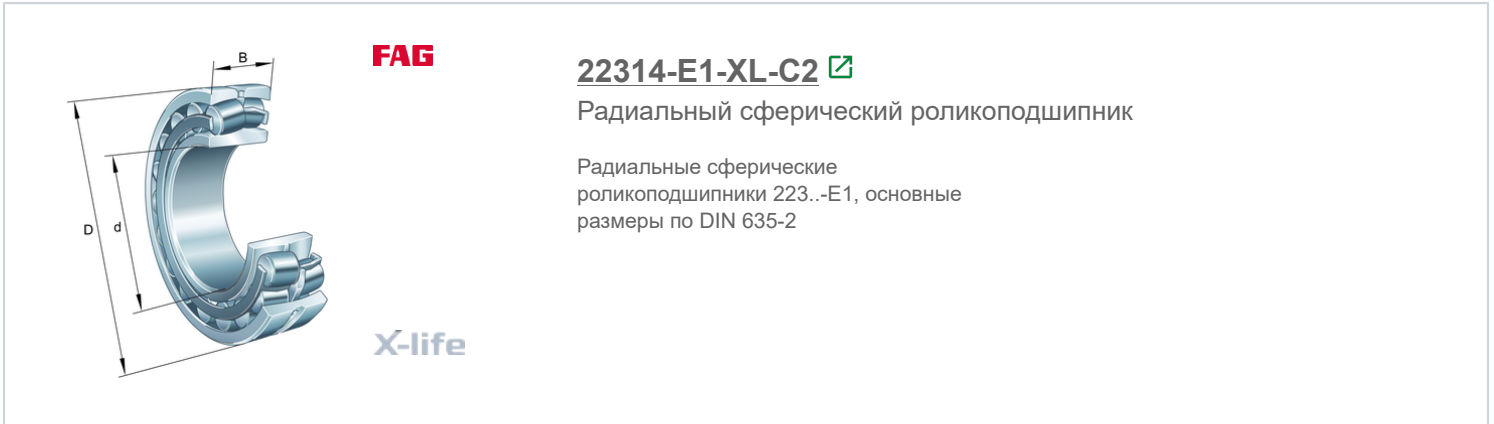 B
FAG
22314-E1-XL-C2
Радиальный сферический роликоподшипник
Радиальные сферические
роликоподшипники 223..-E1, основные
размеры по DIN 635-2
D
d
X-life